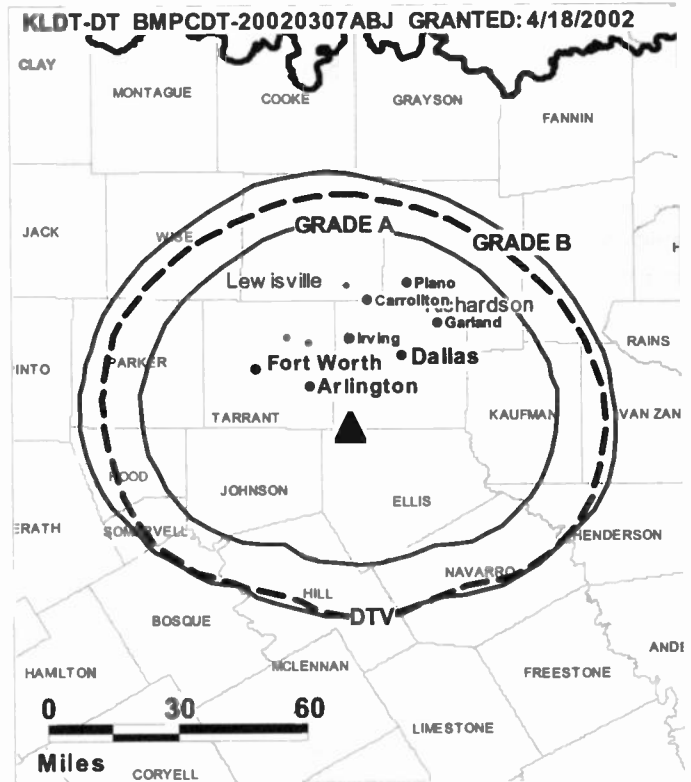 KLDT-DT BMPCDT-20020307ABJ GRANTED: 4/18/2002
CLAY
MONTAGUE
COOKE
GRAYSON
FANNIN
JACK
WISE
GRADE A
GRADE B
H
Lewisville
Plano
Carrollton
Richardson
Garland
Irving
RAINS
PINTO
PARKER
Fort Worth
Dallas
Arlington
TARRANT
KAUFMAN
VAN ZAN
HOOD
JOHNSON
ELLIS
ERATH
SOMERVELL
HENDERSON
NAVARRO
HILL
BOSQUE
DTV
MCLENNAN
ANDE
HAMILTON
FREESTONE
0 30 60
LIMESTONE
Miles
CORYELL